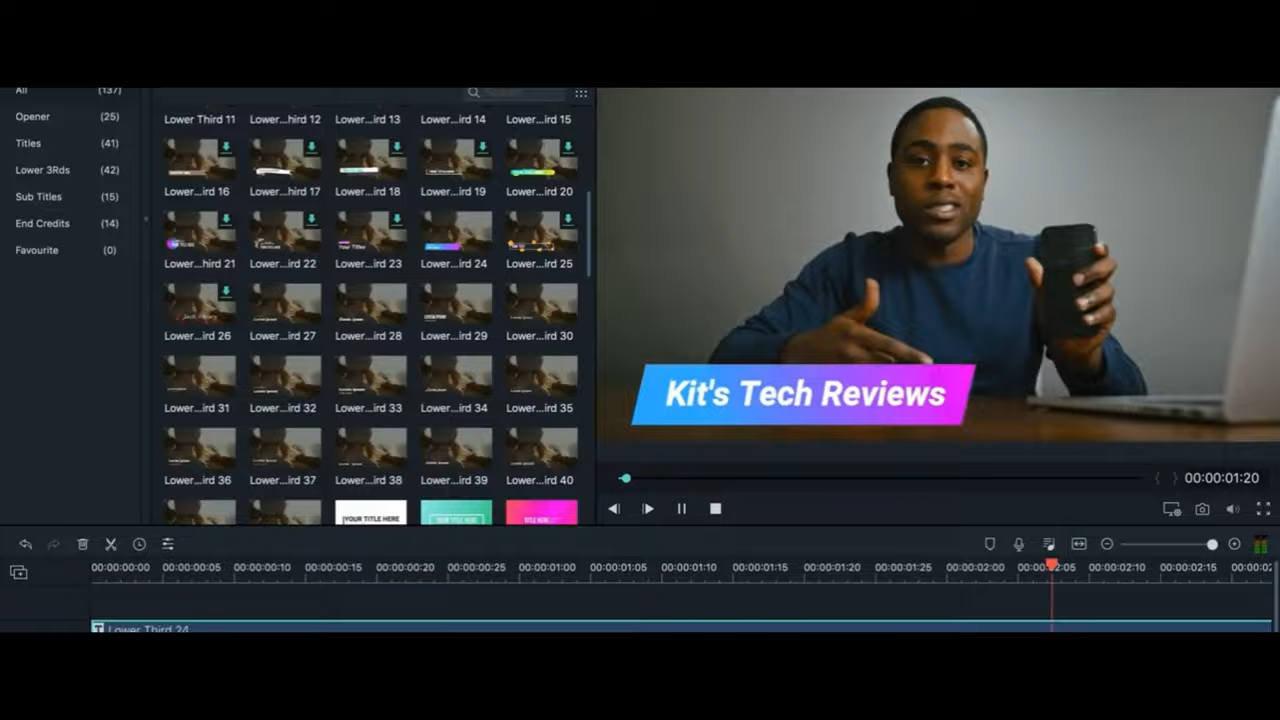 All (137)
Opener (25)
Titles (41)
Lower 3Rds (42)
Sub Titles (15)
End Credits (14)
Favourite (0)
Lower Third 11 Lower...hird 12 Lower...ird 13 Lower...ird 14 Lower...ird 15
Lower...ird 16 Lower...hird 17 Lower...ird 18 Lower...ird 19 Lower...ird 20
Your Titles
Lower...hird 21 Lower...ird 22 Lower...ird 23 Lower...ird 24 Lower...ird 25
Lower...ird 26 Lower...ird 27 Lower...ird 28 Lower...ird 29 Lower...ird 30
Lower...ird 31 Lower...ird 32 Lower...ird 33 Lower...ird 34 Lower...ird 35
Lower...ird 36 Lower...ird 37 Lower...ird 38 Lower...ird 39 Lower...ird 40
YOUR TITLE HERE YOUR TITLE HERE TITLE HERE
Kit's Tech Reviews
00:00:01:20
00:00:00:00 00:00:00:05 00:00:00:10 00:00:00:15 00:00:00:20 00:00:00:25 00:00:01:00 00:00:01:05 00:00:01:10 00:00:01:15 00:00:01:20 00:00:01:25 00:00:02:00 00:00:02:05 00:00:02:10 00:00:02:15
T Lower Third 24